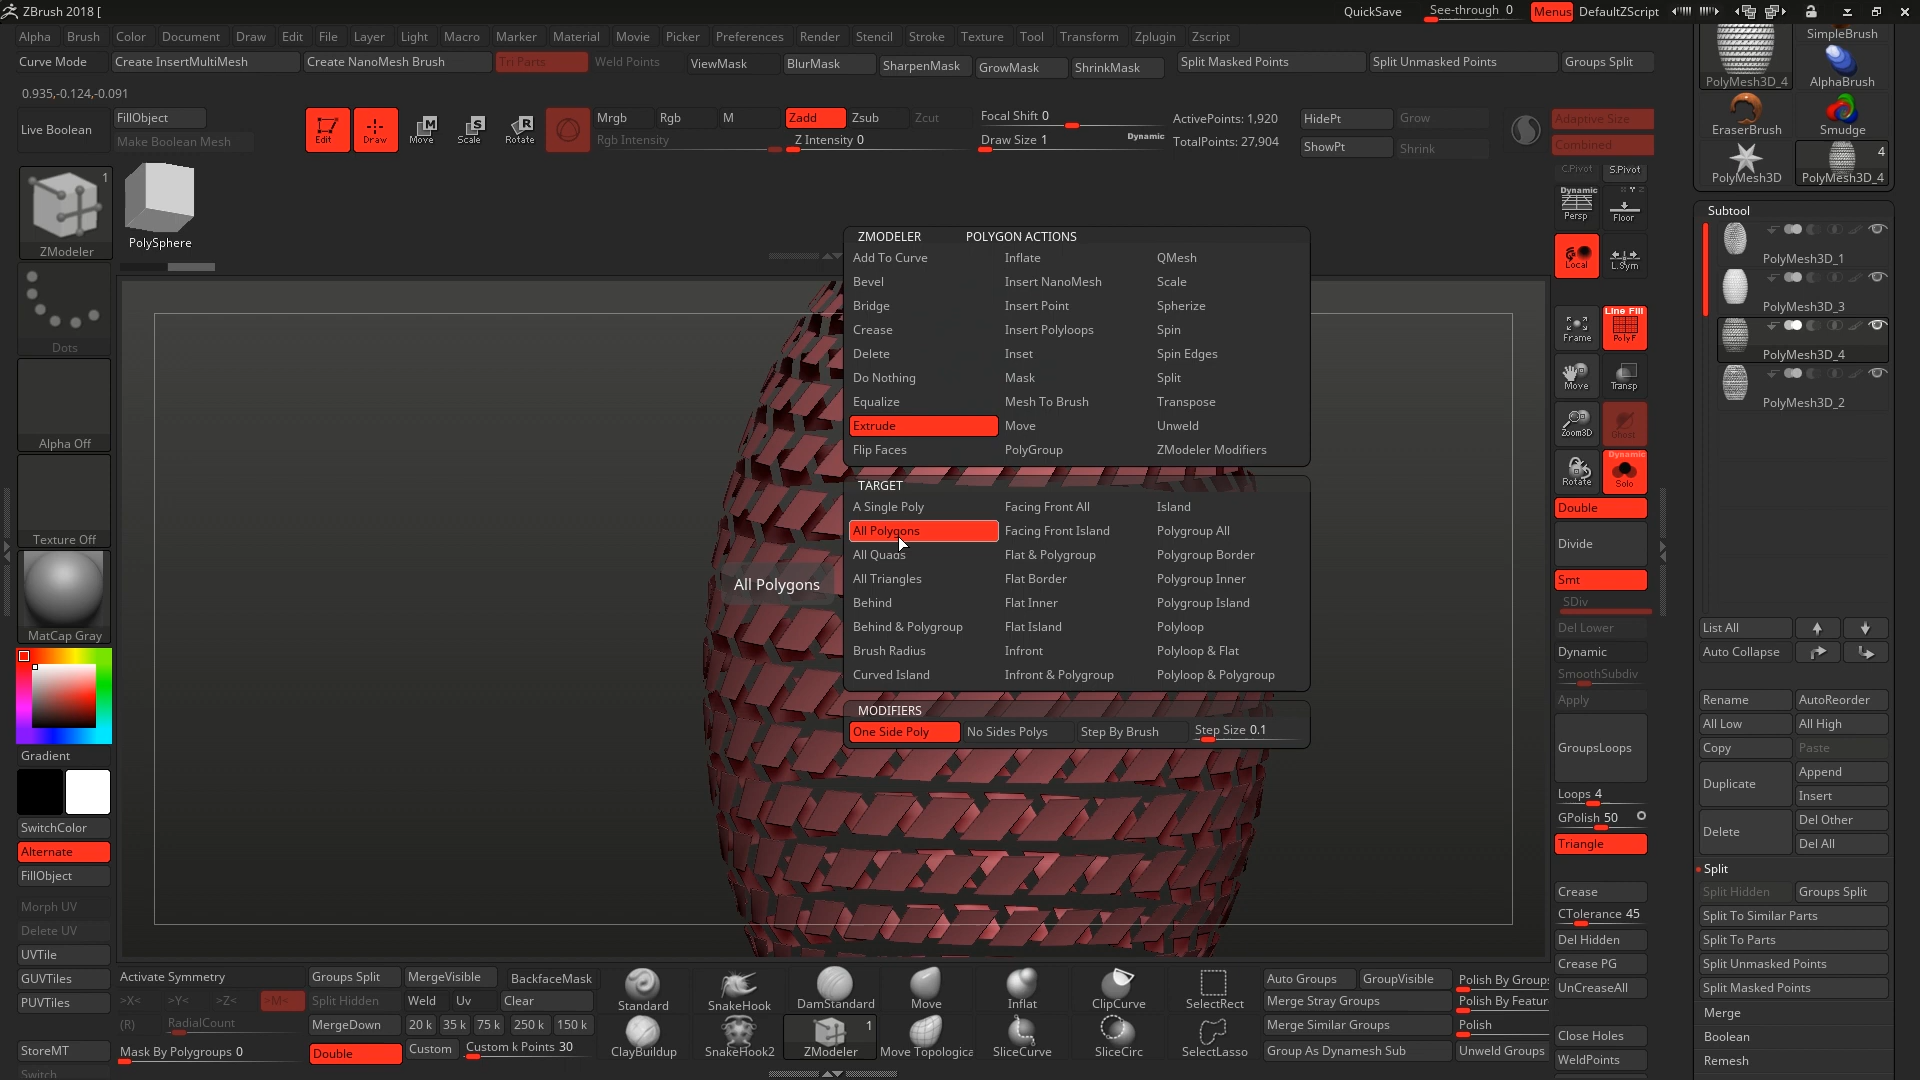 ZBrush 2018 [
QuickSave See-through 0 Menus DefaultZScript
Alpha Brush Color Document Draw Edit File Layer Light Macro Marker Material Movie Picker Preferences Render Stencil Stroke Texture Tool Transform Zplugin Zscript
SimpleBrush
Curve Mode Create InsertMultiMesh Create NanoMesh Brush Tri Parts Weld Points ViewMask BlurMask SharpenMask GrowMask ShrinkMask Split Masked Points Split Unmasked Points Groups Split
PolyMesh3D_4 AlphaBrush
0.935,-0.124,-0.091
Live Boolean FillObject Make Boolean Mesh
Edit Draw Move Scale Rotate
Mrgb Rgb M Zadd Zsub Zcut
Rgb Intensity Z Intensity 0
Focal Shift 0
Draw Size 1 Dynamic
ActivePoints: 1,920
TotalPoints: 27,904
HidePt Grow
ShowPt Shrink
Adaptive Size
Combined
EraserBrush Smudge
PolyMesh3D PolyMesh3D_4 4
C.Pivot S.Pivot
Dynamic
Persp Floor
Local L.Sym
1
ZModeler
PolySphere
Dots
Alpha Off
Texture Off
MatCap Gray
Gradient
SwitchColor
Alternate
FillObject
Morph UV
Delete UV
UVTile
GUVTiles
PUVTiles
StoreMT
Switch
ZMODELER POLYGON ACTIONS
Add To Curve Inflate QMesh
Bevel Insert NanoMesh Scale
Bridge Insert Point Spherize
Crease Insert Polyloops Spin
Delete Inset Spin Edges
Do Nothing Mask Split
Equalize Mesh To Brush Transpose
Extrude Move Unweld
Flip Faces PolyGroup ZModeler Modifiers
TARGET
A Single Poly Facing Front All Island
All Polygons Facing Front Island Polygroup All
All Quads Flat & Polygroup Polygroup Border
All Triangles Flat Border Polygroup Inner
Behind Flat Inner Polygroup Island
Behind & Polygroup Flat Island Polyloop
Brush Radius Infront Polyloop & Flat
Curved Island Infront & Polygroup Polyloop & Polygroup
MODIFIERS
One Side Poly No Sides Polys Step By Brush Step Size 0.1
All Polygons
Frame Line Fill PolyF
Move Transp
Zoom3D Ghost
Rotate Dynamic Solo
Double
Divide
Smt
SDiv
Del Lower
Dynamic
SmoothSubdiv
Apply
GroupsLoops
Loops 4
GPolish 50
Triangle
Crease
CTolerance 45
Del Hidden
Crease PG
UnCreaseAll
Close Holes
WeldPoints
Subtool
PolyMesh3D_1
PolyMesh3D_3
PolyMesh3D_4
PolyMesh3D_2
List All
Auto Collapse
Rename AutoReorder
All Low All High
Copy Paste
Duplicate Append
Insert
Delete Del Other
Del All
Split
Split Hidden Groups Split
Split To Similar Parts
Split To Parts
Split Unmasked Points
Split Masked Points
Merge
Boolean
Remesh
Activate Symmetry Groups Split MergeVisible BackfaceMask
>X< >Y< >Z< >M< Split Hidden Weld Uv Clear
(R) RadialCount MergeDown 20 k 35 k 75 k 250 k 150 k
Mask By Polygroups 0 Double Custom Custom k Points 30
Standard SnakeHook DamStandard Move Inflat ClipCurve SelectRect
ClayBuildup SnakeHook2 ZModeler 1 Move Topologica SliceCurve SliceCirc SelectLasso
Auto Groups GroupVisible Polish By Groups
Merge Stray Groups Polish By Featur
Merge Similar Groups Polish
Group As Dynamesh Sub Unweld Groups